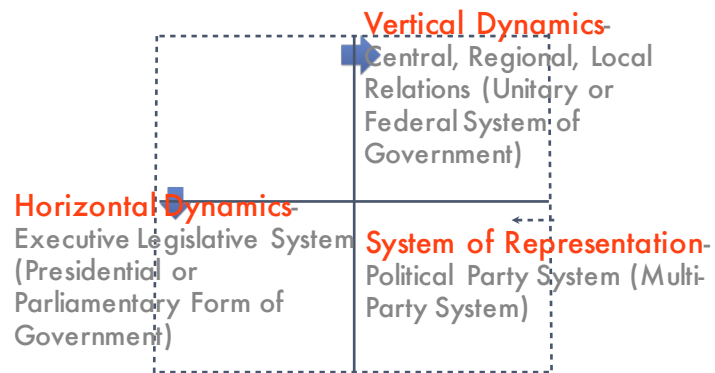 Vertical Dynamics-
Central, Regional, Local
Relations (Unitary or
Federal System of
Government)
Horizontal Dynamics-
Executive Legislative System
(Presidential or
Parliamentary Form of
Government)
System of Representation-
Political Party System (Multi-
Party System)